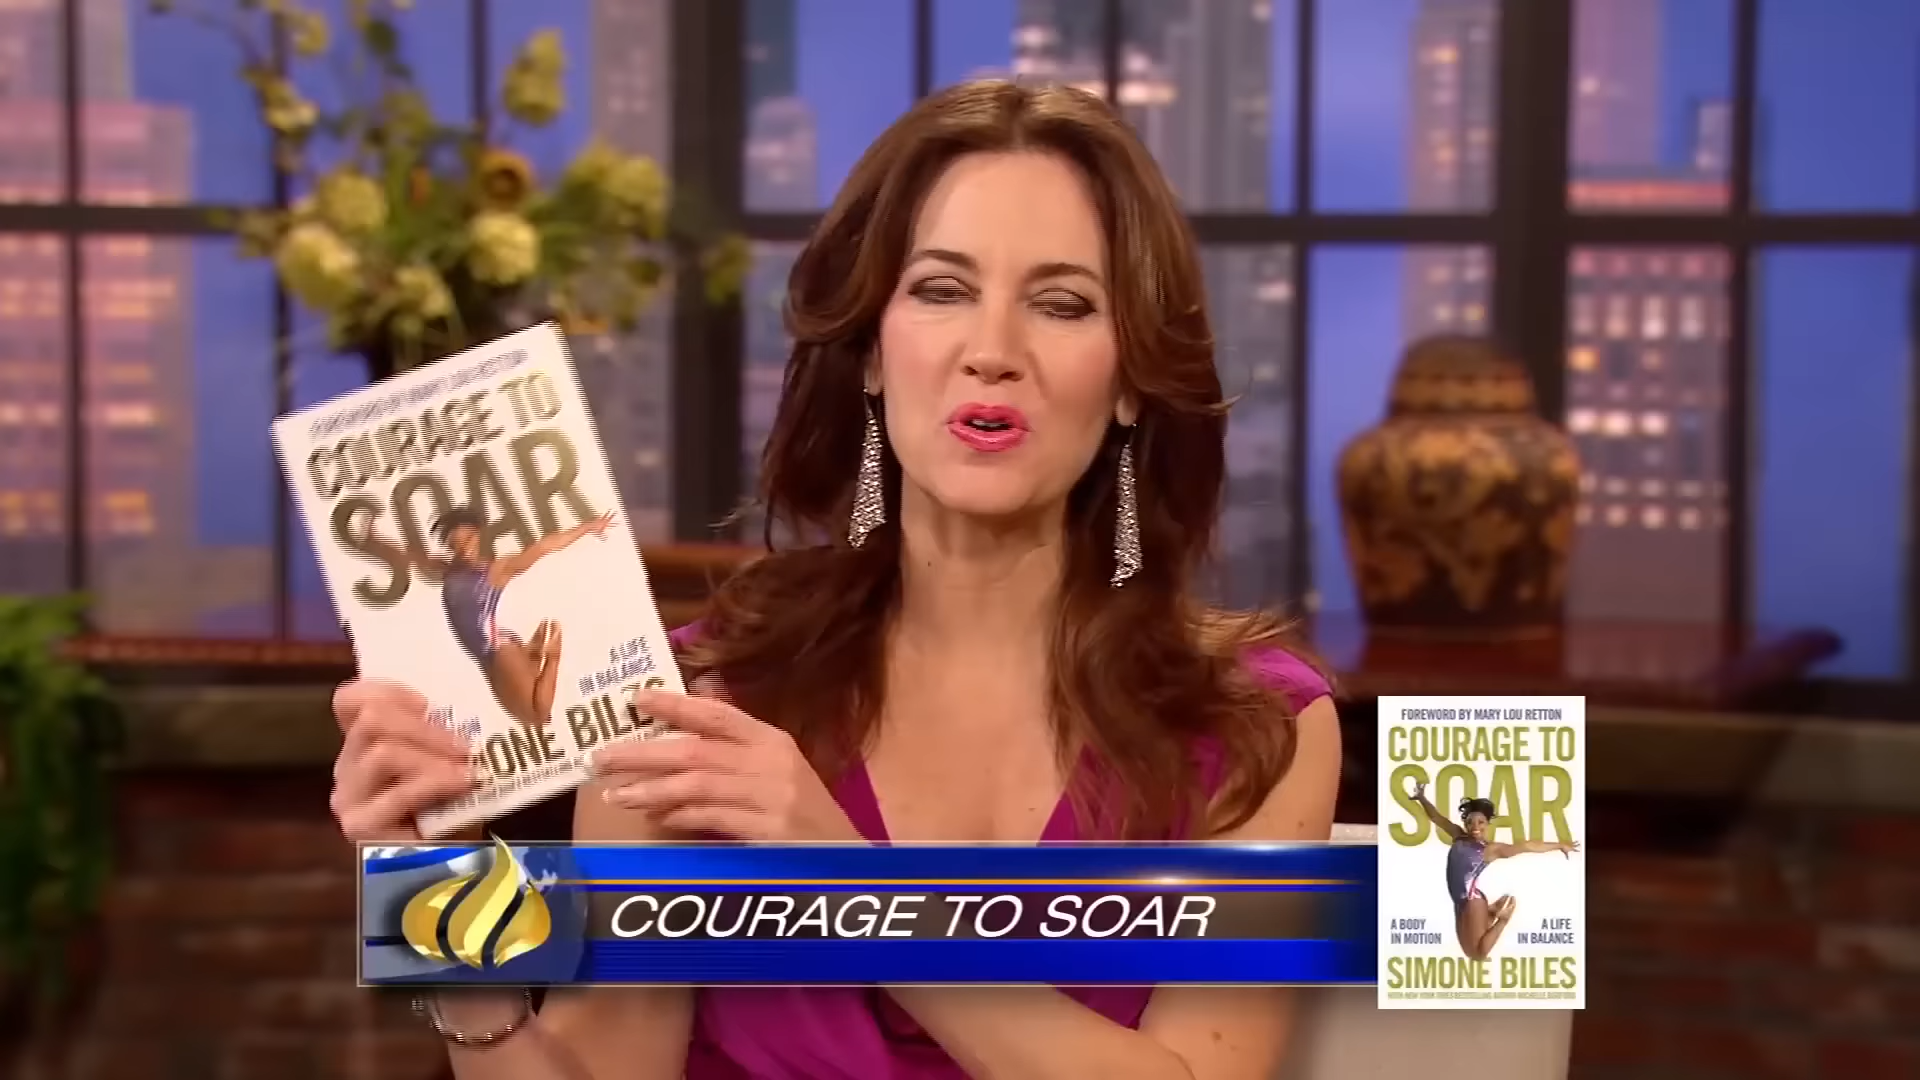 COURAGE TO
SOAR
A LIFE
IN BALANCE
COURAGE TO SOAR
FOREWORD BY MARY LOU RETTON
COURAGE TO
SOAR
A BODY
IN MOTION
A LIFE
IN BALANCE
SIMONE BILES